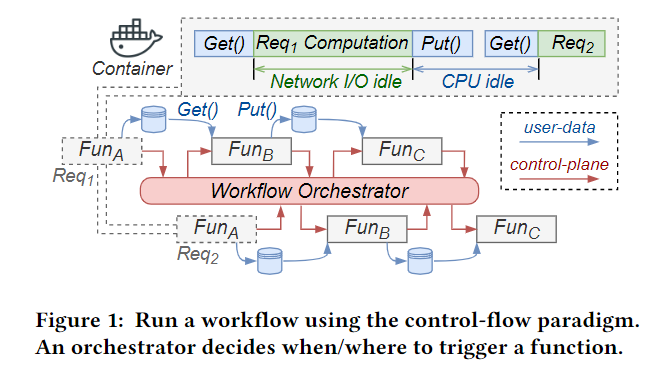 Container
Get() Req1 Computation Put() Get() Req2
Network I/O idle CPU idle
Get() Put()
FunA FunB FunC
Req1
Workflow Orchestrator
user-data
control-plane
FunA FunB FunC
Req2
Figure 1: Run a workflow using the control-flow paradigm.
An orchestrator decides when/where to trigger a function.